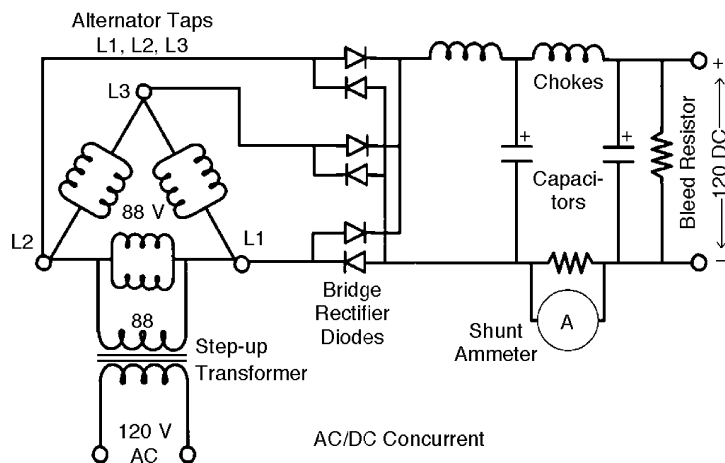 Alternator Taps
L1, L2, L3
L3
+
Chokes
88 V
+
+
Capaci-
tors
Bleed Resistor
120 DC
L2
L1
−
Bridge
Rectifier
Diodes
Shunt
Ammeter
A
88
Step-up
Transformer
120 V
AC
AC/DC Concurrent